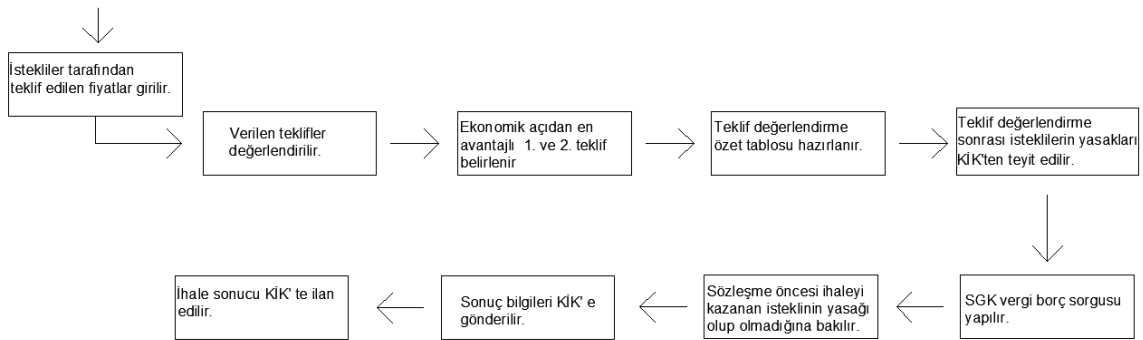 İstekliler tarafından
teklif edilen fiyatlar girilir.
Verilen teklifler
değerlendirilir.
Ekonomik açıdan en
avantajlı 1. ve 2. teklif
belirlenir
Teklif değerlendirme
özet tablosu hazırlanır.
Teklif değerlendirme
sonrası isteklilerin yasakları
KİK'ten teyit edilir.
SGK vergi borç sorgusu
yapılır.
Sözleşme öncesi ihaleyi
kazanan isteklinin yasağı
olup olmadığına bakılır.
Sonuç bilgileri KİK' e
gönderilir.
İhale sonucu KİK' te ilan
edilir.